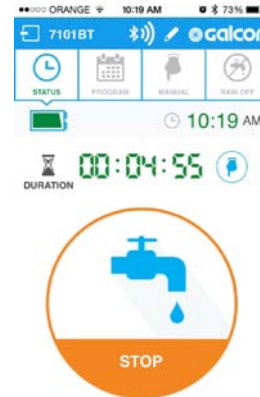 ORANGE 10:19 AM 73%
7101BT GALCON
STATUS PROGRAM MANUAL RAIN OFF
10:19 AM
DURATION 00:04:55
STOP